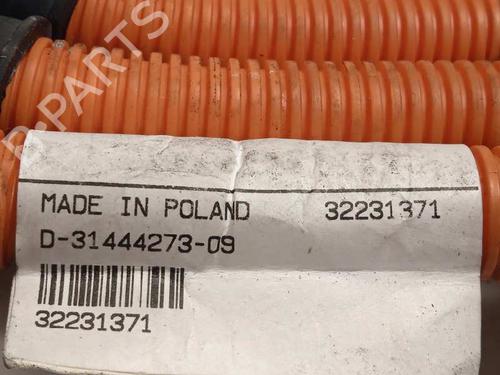 B-PARTS
MADE IN POLAND 32231371
D-31444273-09
32231371